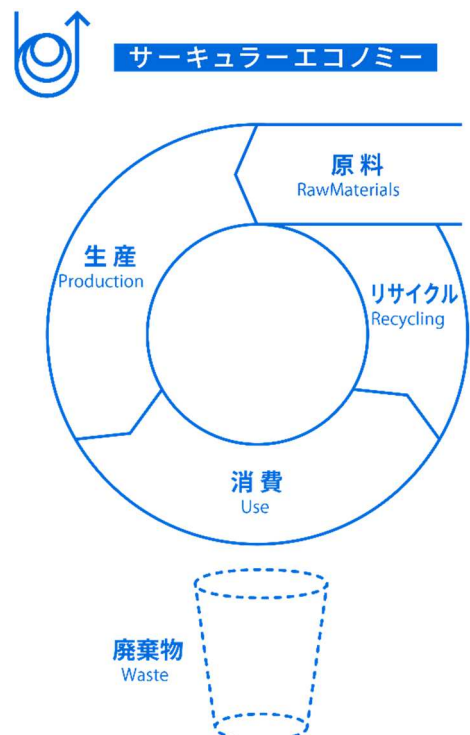 サーキュラーエコノミー
原料
RawMaterials
生産
Production
リサイクル
Recycling
消費
Use
廃棄物
Waste